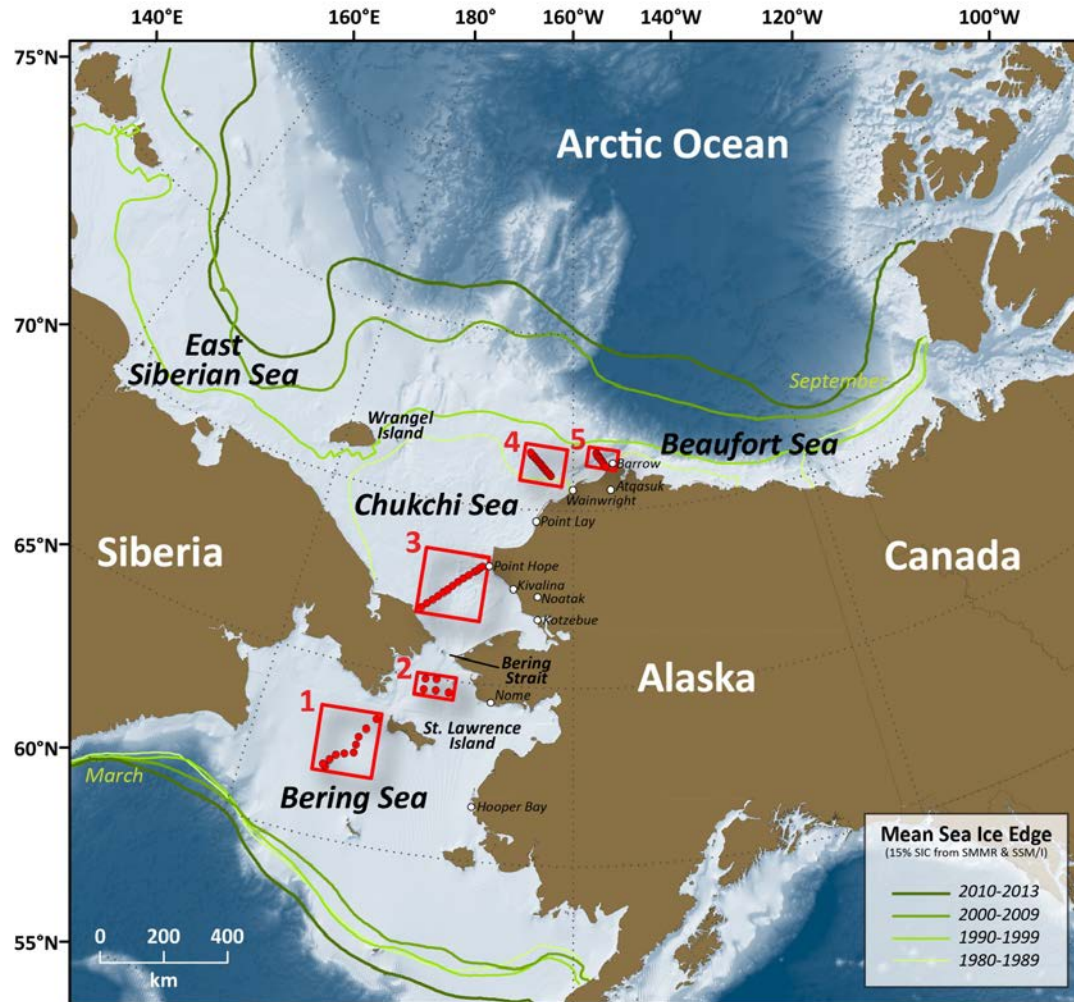 140°E
160°E
180°
160°W
140°W
120°W
100°W
75°N
70°N
65°N
60°N
55°N
Arctic Ocean
East
Siberian Sea
September
Wrangel
Island
Beaufort Sea
4
5
Barrow
Atqasuk
Wainwright
Chukchi Sea
Point Lay
Siberia
Canada
3
Point Hope
Kivalina
Noatak
Kotzebue
Bering
Strait
Alaska
2
Nome
1
St. Lawrence
Island
March
Bering Sea
Hooper Bay
Mean Sea Ice Edge
(15% SIC from SMMR & SSM/I)
2010-2013
2000-2009
1990-1999
1980-1989
0 200 400
km